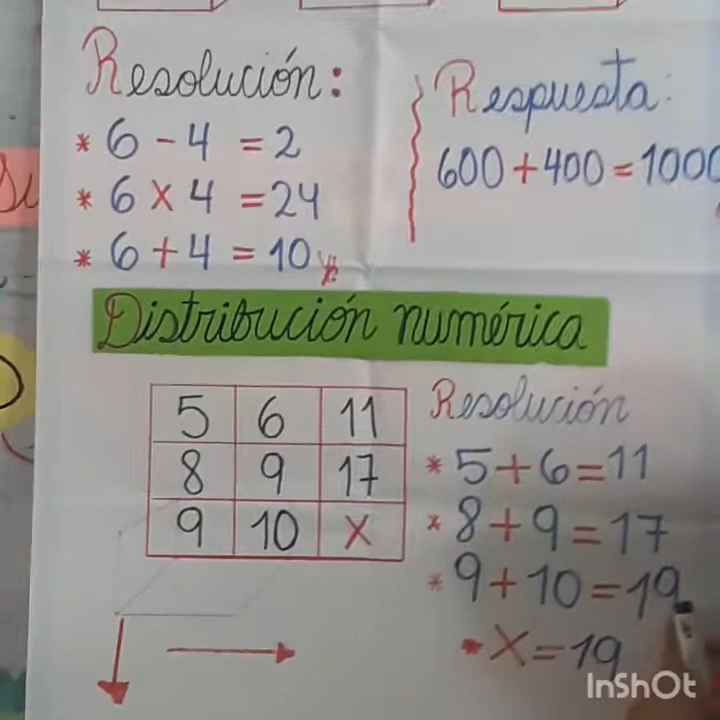 Resolución:
* 6 - 4 = 2
* 6 x 4 = 24
* 6 + 4 = 10
Respuesta:
600 + 400 = 1000
Distribución numérica
5 6 11
8 9 17
9 10 X
Resolución
* 5 + 6 = 11
* 8 + 9 = 17
* 9 + 10 = 19
* X = 19
InShOt